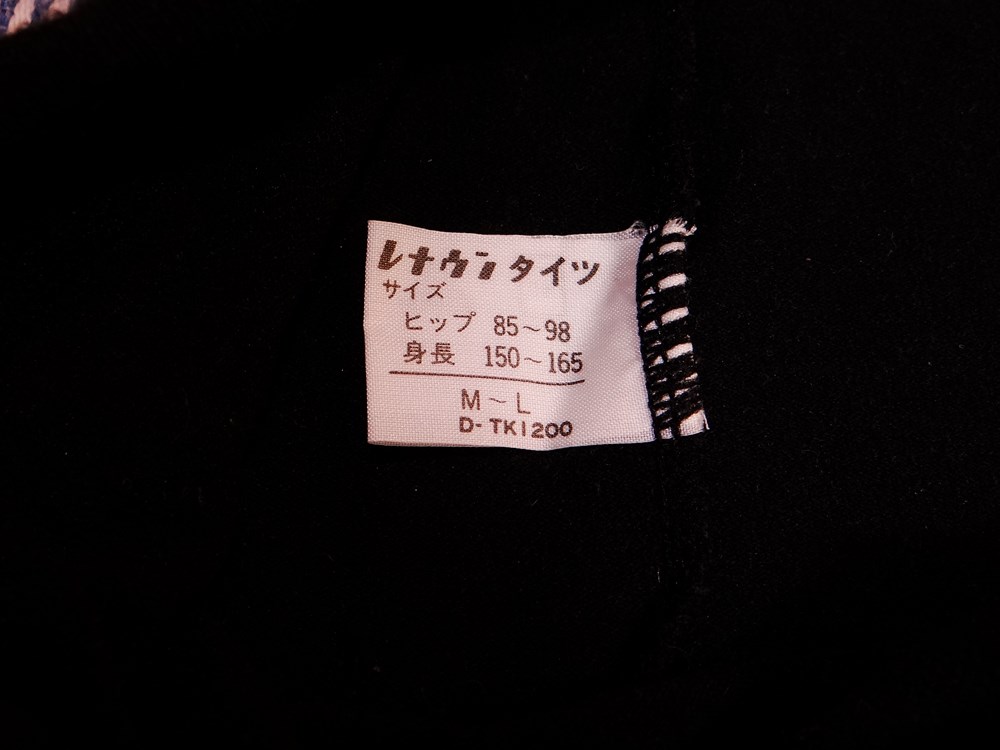 レナウンタイツ
サイズ
ヒップ 85～98
身長 150～165
M～L
D-TK1200